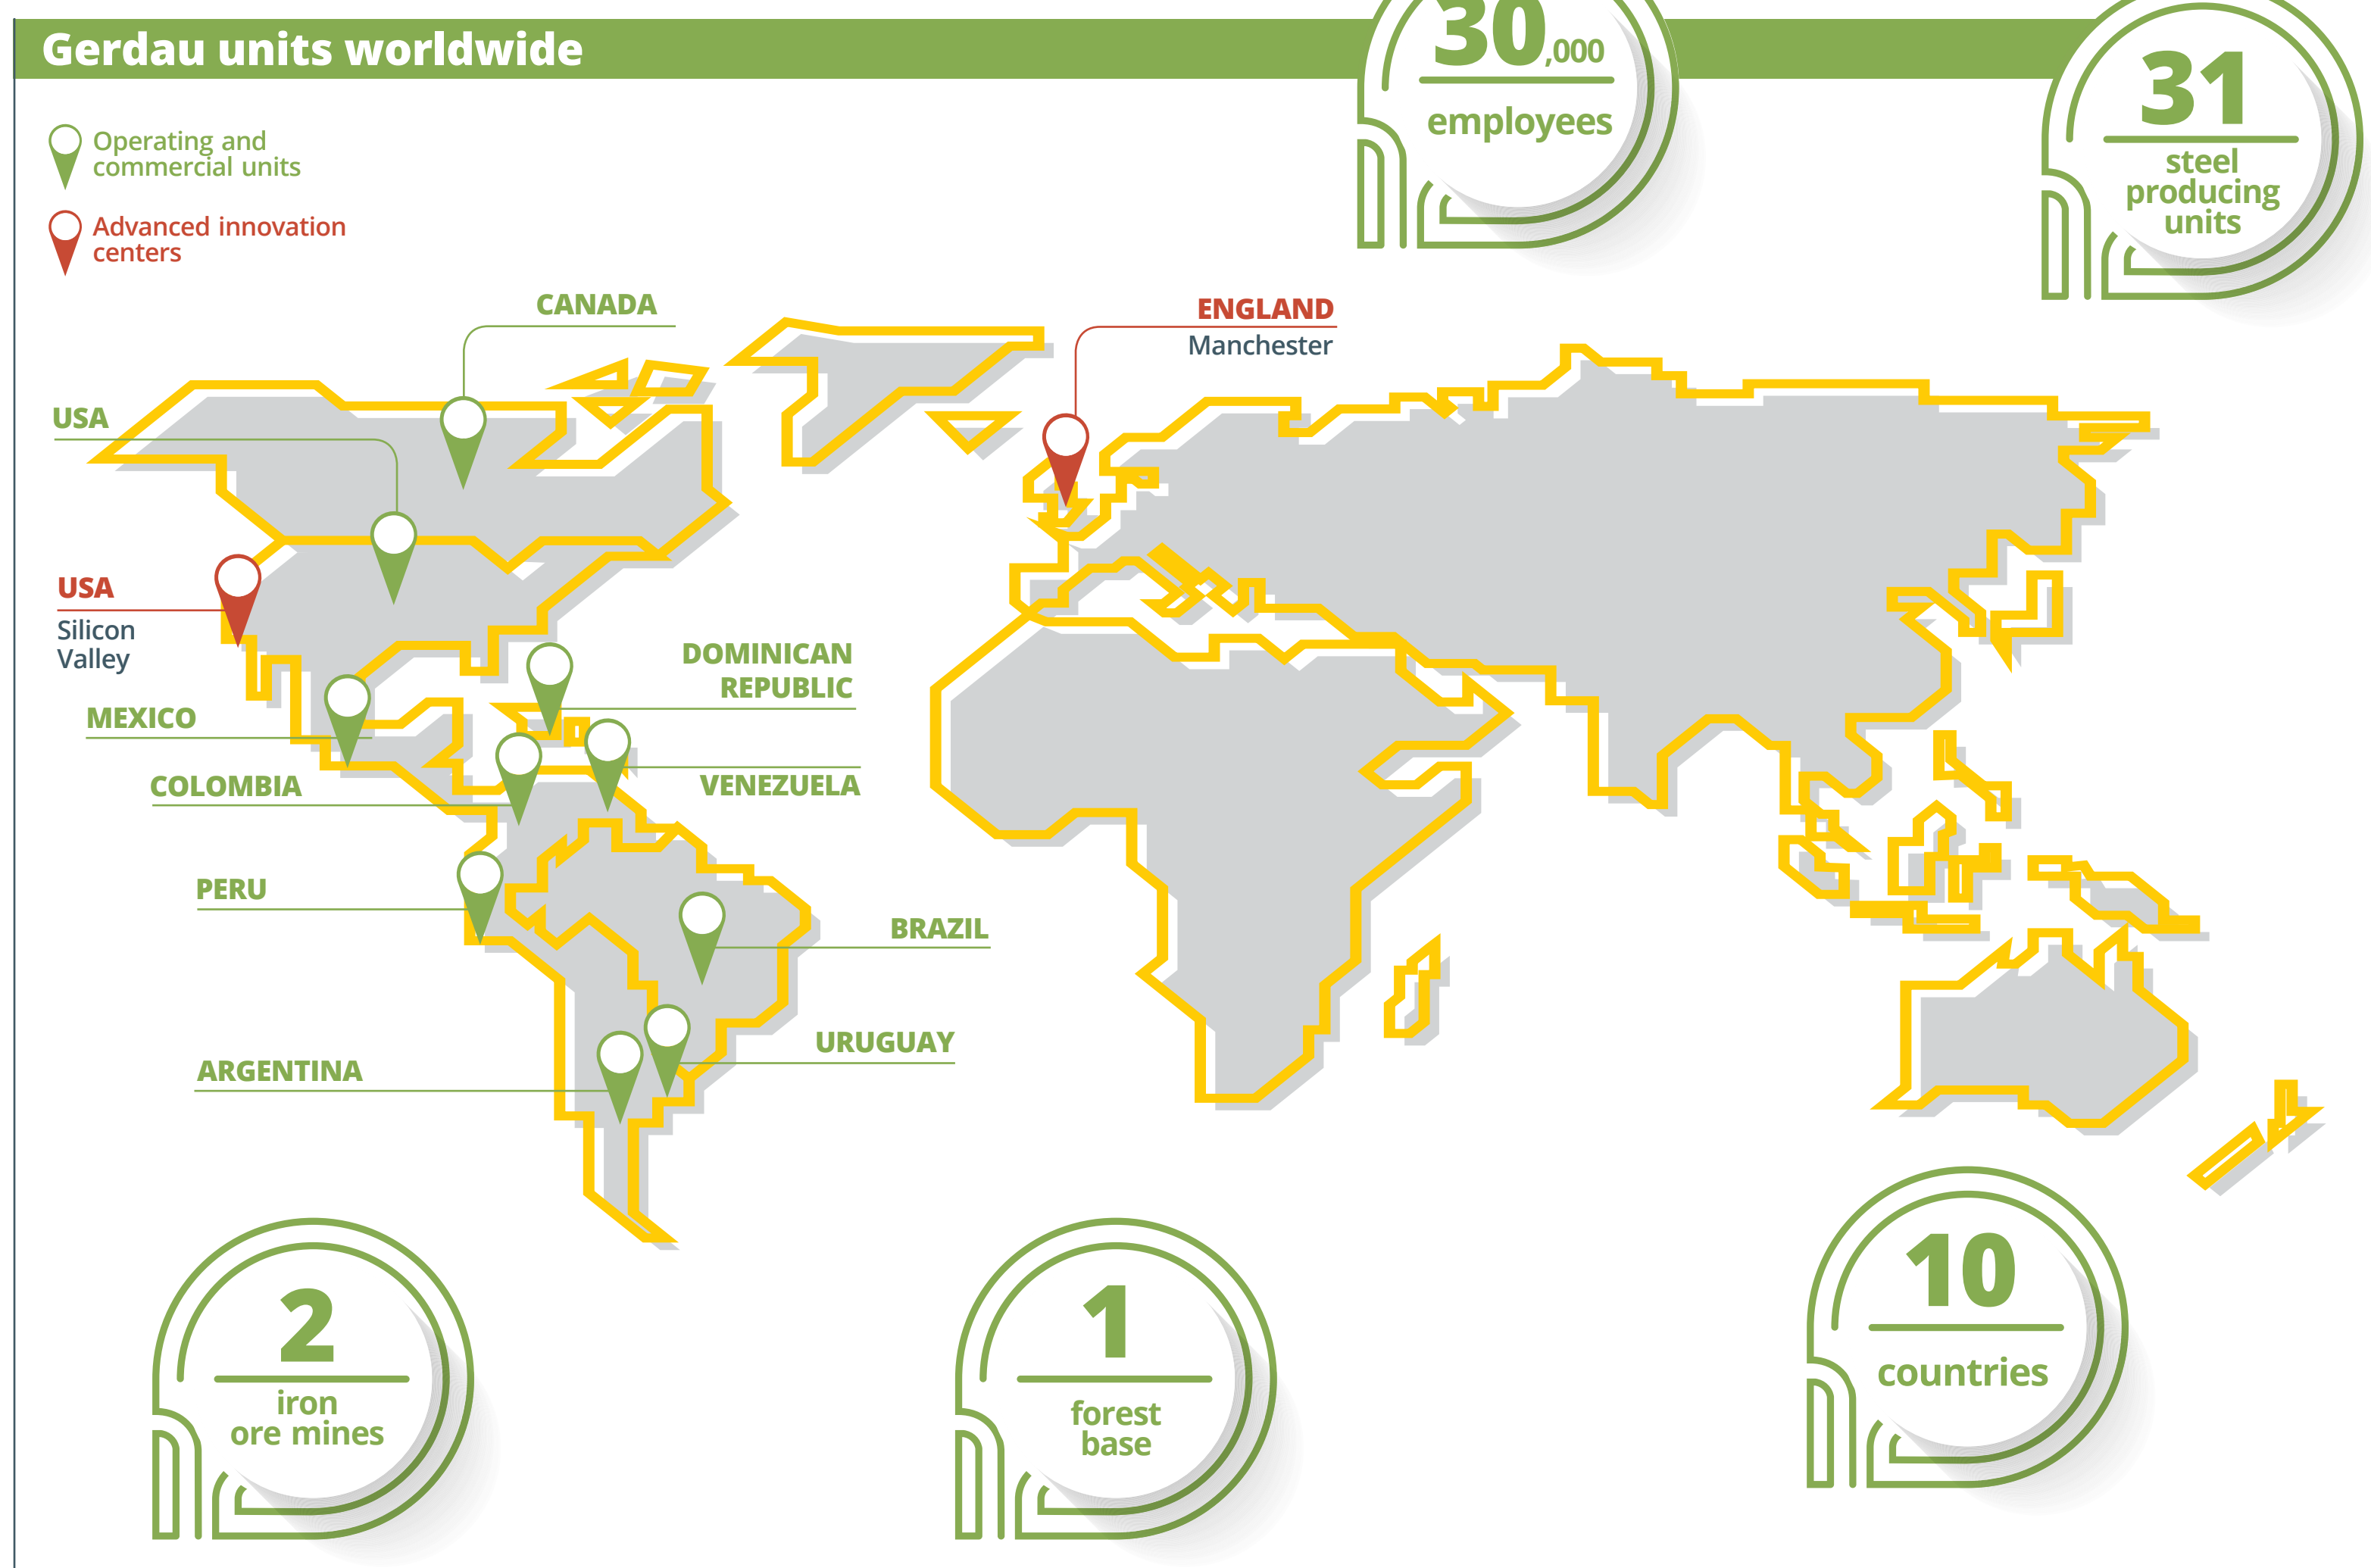 Gerdau units worldwide
30,000
employees
31
steel
producing
units
Operating and
commercial units
Advanced innovation
centers
CANADA
ENGLAND
Manchester
USA
USA
Silicon
Valley
DOMINICAN
REPUBLIC
MEXICO
COLOMBIA
VENEZUELA
PERU
BRAZIL
URUGUAY
ARGENTINA
2
iron
ore mines
1
forest
base
10
countries